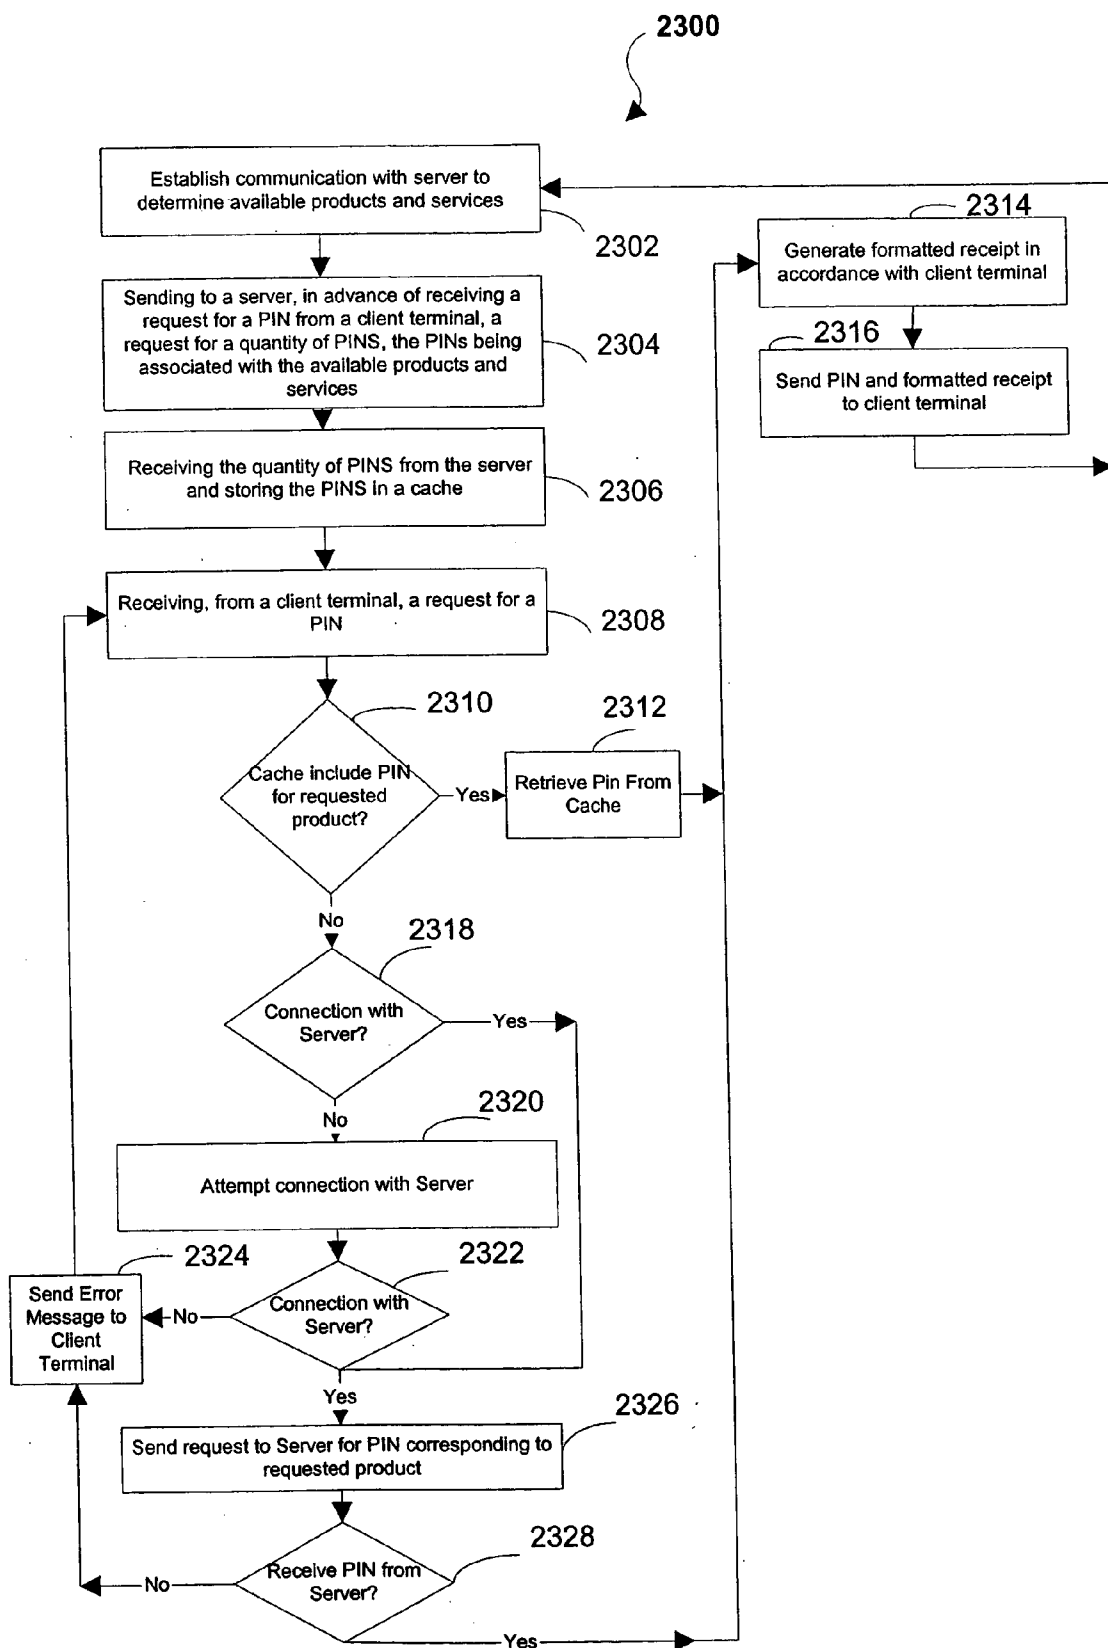 2300
Establish communication with server to
determine available products and services
2302
Sending to a server, in advance of receiving a
request for a PIN from a client terminal, a
request for a quantity of PINS, the PINs being
associated with the available products and
services
2304
Receiving the quantity of PINS from the server
and storing the PINS in a cache
2306
Receiving, from a client terminal, a request for a
PIN
2308
2310
Cache include PIN
for requested
product?
Yes
2312
Retrieve Pin From
Cache
2314
Generate formatted receipt in
accordance with client terminal
2316
Send PIN and formatted receipt
to client terminal
No
2318
Connection with
Server?
Yes
No
2320
Attempt connection with Server
2322
Connection with
Server?
No
2324
Send Error
Message to
Client
Terminal
Yes
2326
Send request to Server for PIN corresponding to
requested product
2328
Receive PIN from
Server?
No
Yes